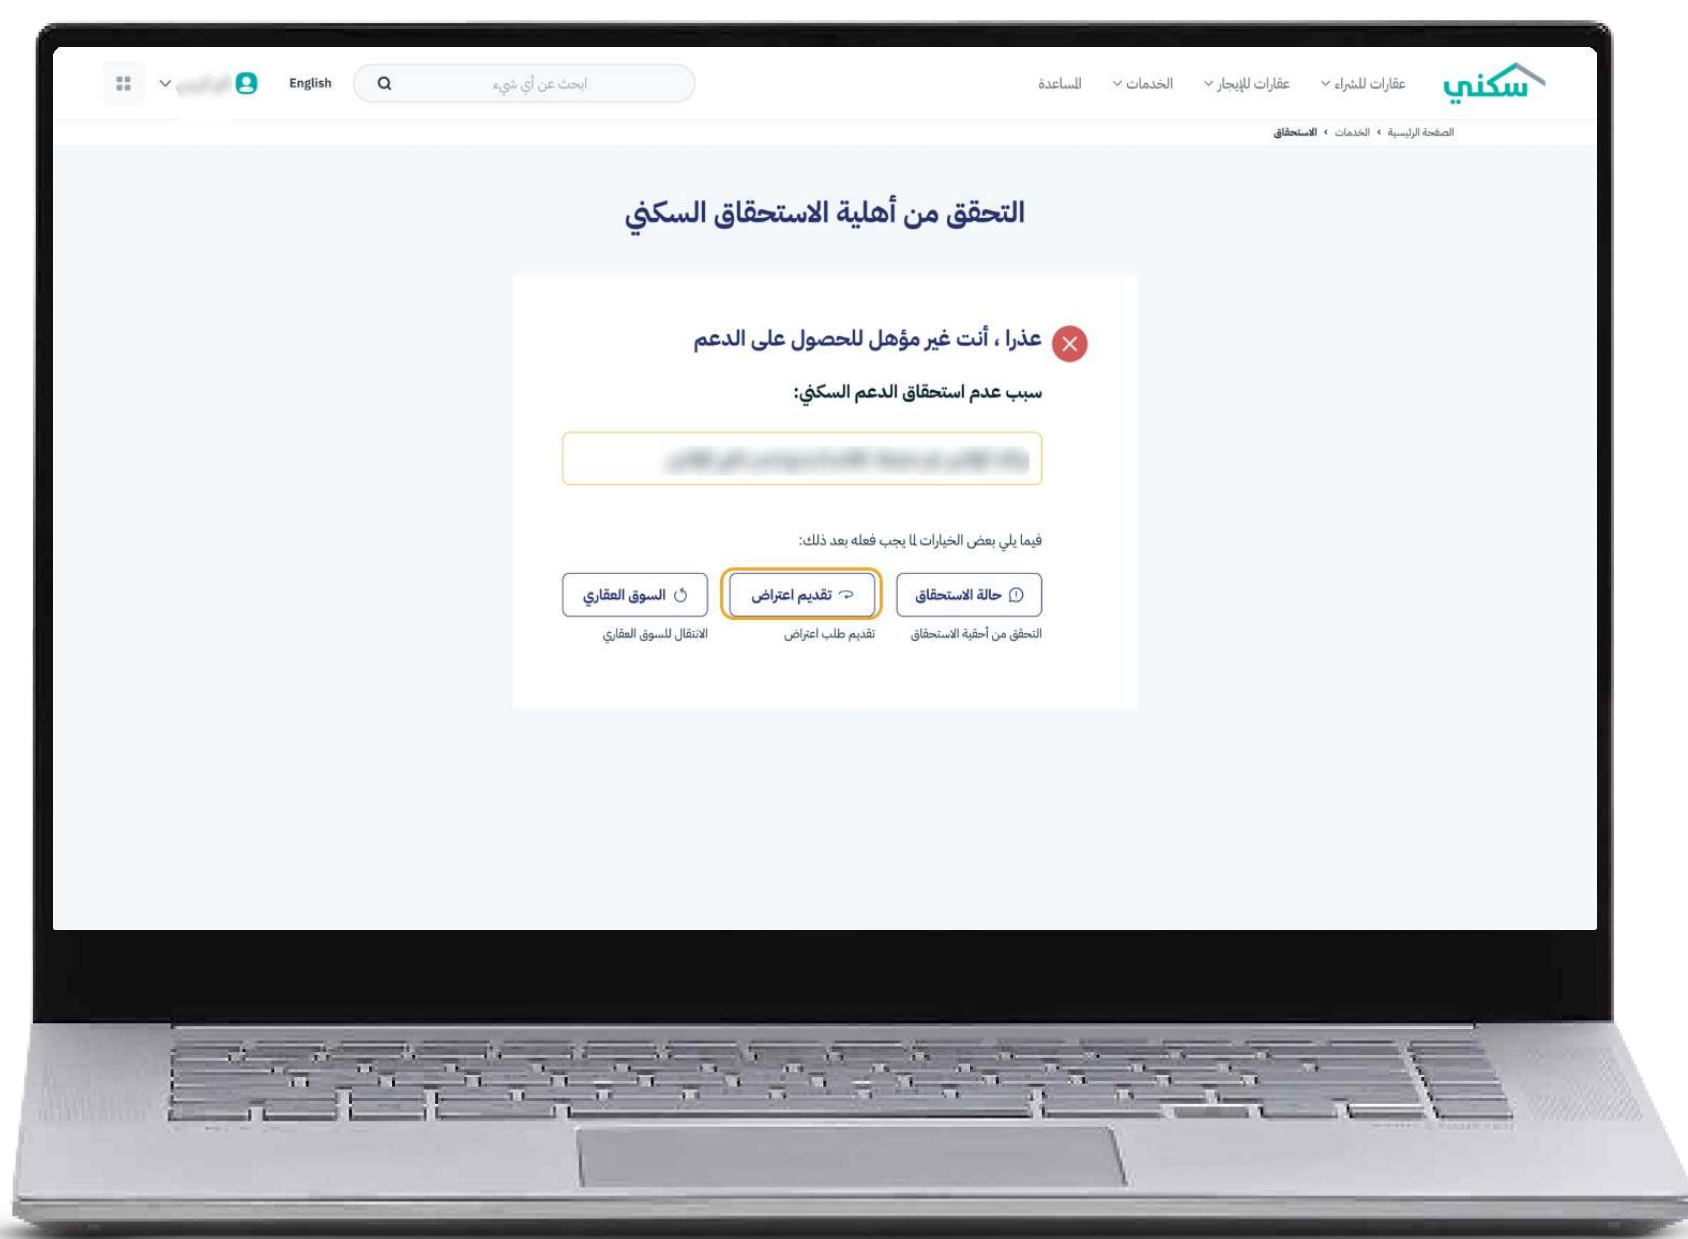 سكني
عقارات للشراء
عقارات للإيجار
الخدمات
المساعدة
ابحث عن أي شيء
English
الصفحة الرئيسية › الخدمات › الاستحقاق
التحقق من أهلية الاستحقاق السكني
عذرا ، أنت غير مؤهل للحصول على الدعم
سبب عدم استحقاق الدعم السكني:
فيما يلي بعض الخيارات لما يجب فعله بعد ذلك:
حالة الاستحقاق
تقديم اعتراض
السوق العقاري
التحقق من أحقية الاستحقاق
تقديم طلب اعتراض
الانتقال للسوق العقاري